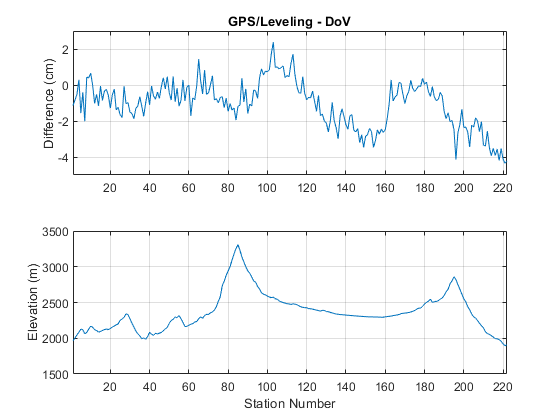 GPS/Leveling - DoV
Difference (cm)
2
0
-2
-4
20 40 60 80 100 120 140 160 180 200 220
Elevation (m)
3500
3000
2500
2000
1500
20 40 60 80 100 120 140 160 180 200 220
Station Number